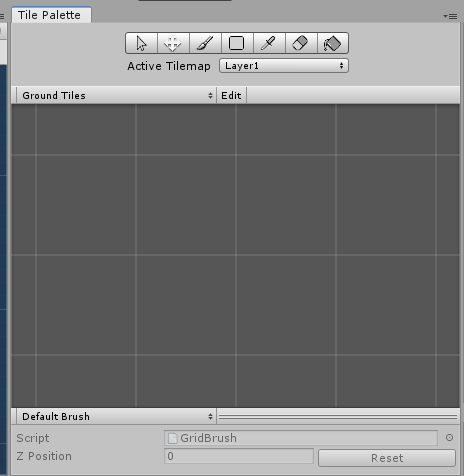 Tile Palette
Active Tilemap Layer1
Ground Tiles Edit
Default Brush
Script GridBrush
Z Position 0 Reset